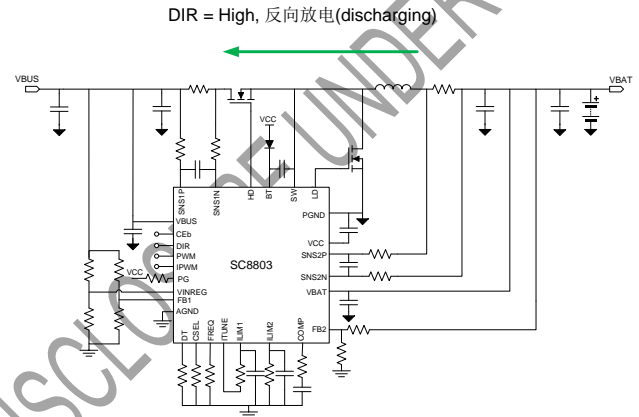 DIR = High, 反向放电(discharging)
VBUS
VBAT
VCC
SNS1P
SNS1N
HD
BT
SW
LD
VBUS
CEb
DIR
PWM
IPWM
VCC
PG
VINREG
FB1
AGND
SC8803
PGND
VCC
SNS2P
SNS2N
VBAT
FB2
DT
CSEL
FREQ
ITUNE
ILIM1
ILIM2
COMP